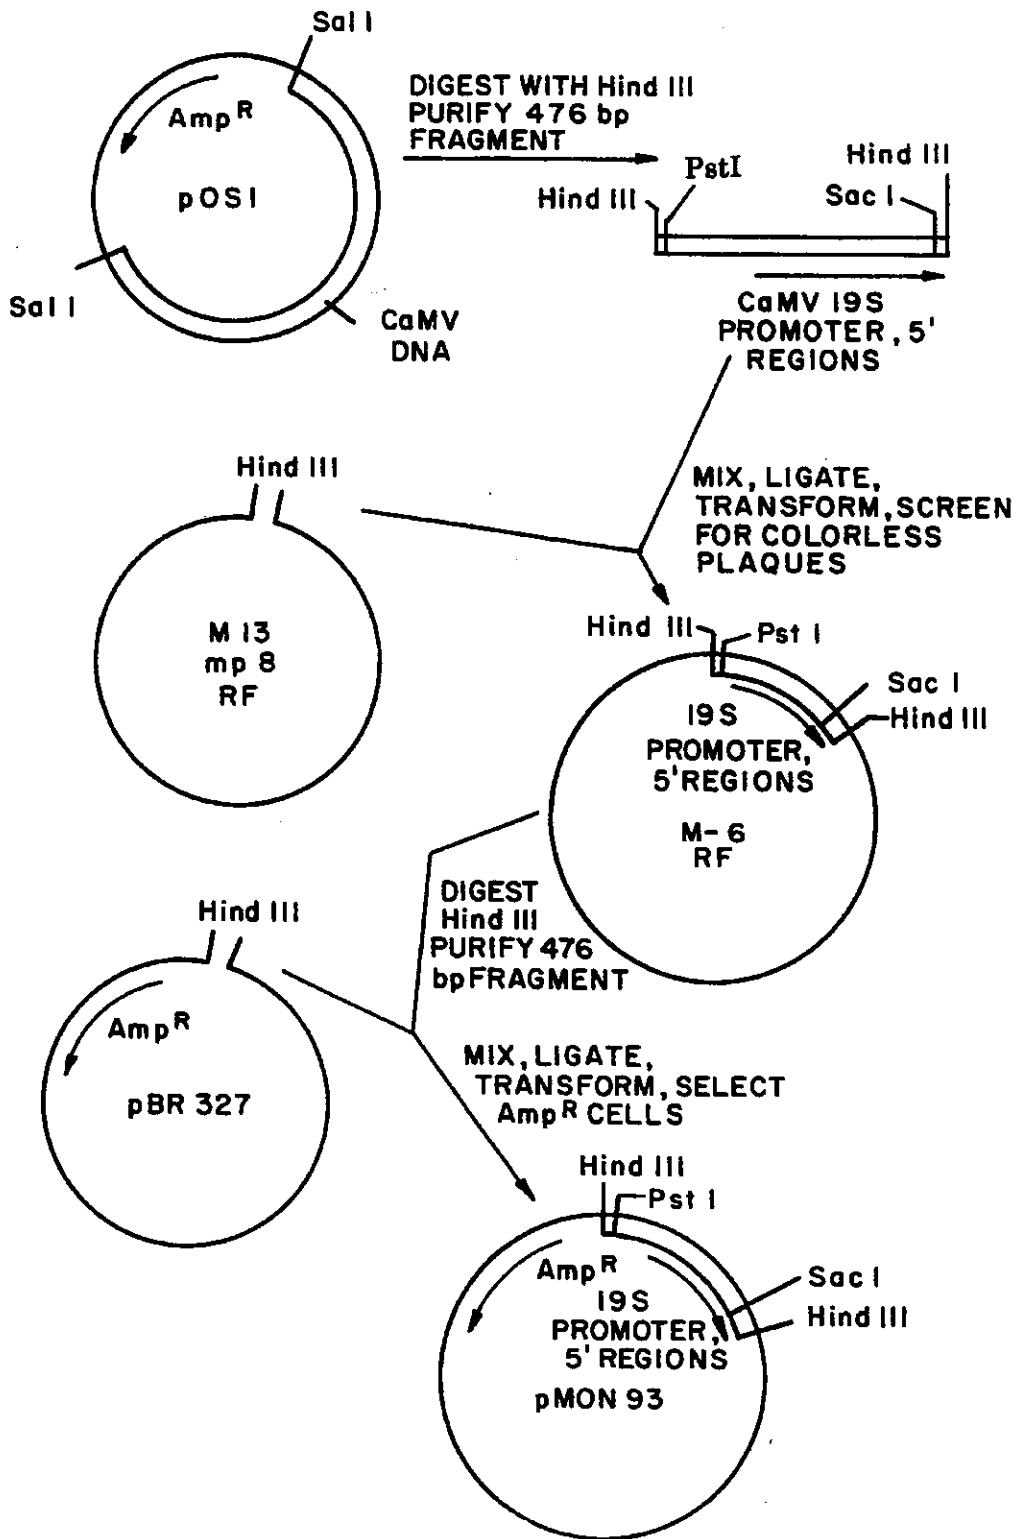 Sal I
Amp R
pOS1
Sal I
CaMV
DNA
DIGEST WITH Hind III
PURIFY 476 bp
FRAGMENT
Hind III
PstI
Sac I
Hind III
CaMV 19S
PROMOTER, 5'
REGIONS
Hind III
M 13
mp 8
RF
MIX, LIGATE,
TRANSFORM, SCREEN
FOR COLORLESS
PLAQUES
Hind III
Pst I
Sac I
Hind III
19S
PROMOTER,
5' REGIONS
M-6
RF
DIGEST
Hind III
PURIFY 476
bp FRAGMENT
Hind III
Amp R
pBR 327
MIX, LIGATE,
TRANSFORM, SELECT
Amp R CELLS
Hind III
Pst I
Sac I
Hind III
Amp R
19S
PROMOTER,
5' REGIONS
pMON 93